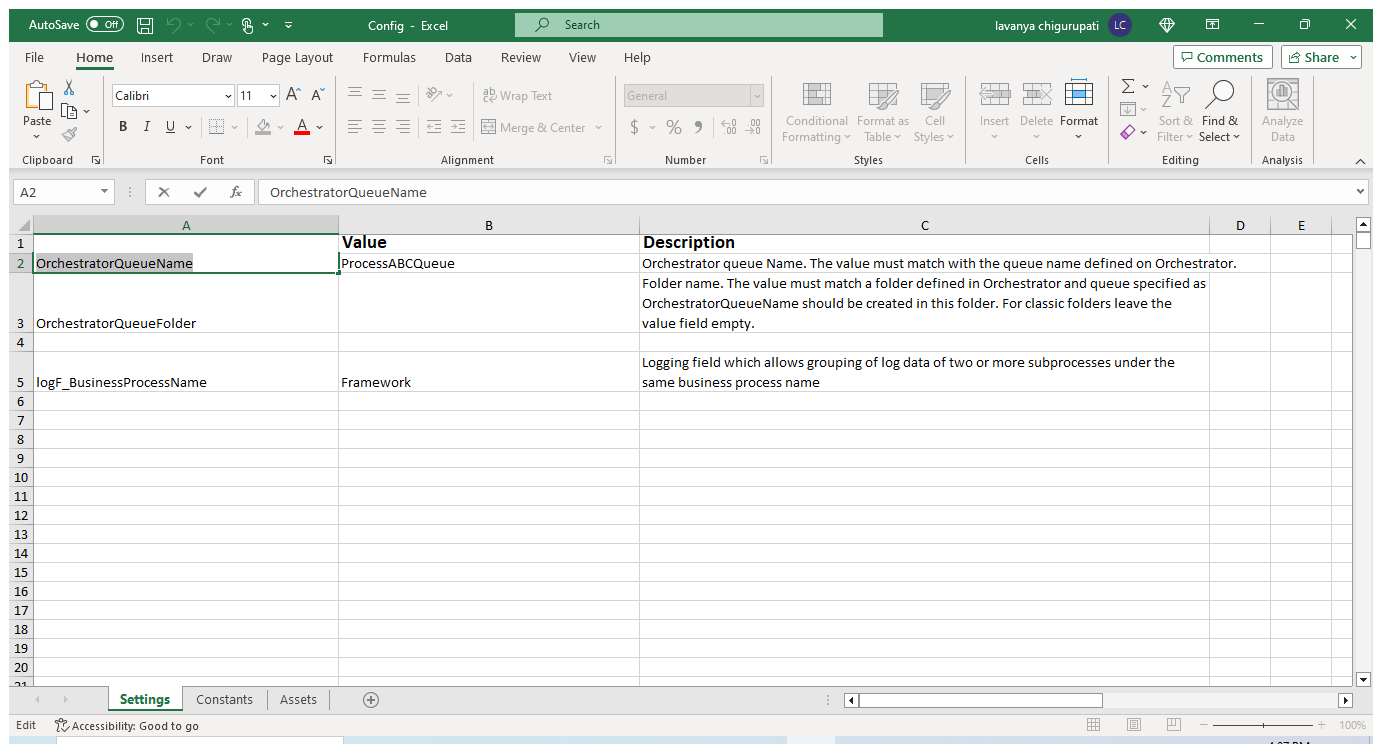 AutoSave Off Config - Excel Search lavanya chigurupati LC
File Home Insert Draw Page Layout Formulas Data Review View Help Comments Share
Paste Calibri 11 A A ab Wrap Text General Conditional Formatting Format as Table Cell Styles Insert Delete Format Sort & Filter Find & Select Analyze Data
B I U A Merge & Center $ % 9
Clipboard Font Alignment Number Styles Cells Editing Analysis
A2 fx OrchestratorQueueName
A B C D E
1 Value Description
2 OrchestratorQueueName ProcessABCQueue Orchestrator queue Name. The value must match with the queue name defined on Orchestrator.
Folder name. The value must match a folder defined in Orchestrator and queue specified as
OrchestratorQueueName should be created in this folder. For classic folders leave the
3 OrchestratorQueueFolder value field empty.
4
Logging field which allows grouping of log data of two or more subprocesses under the
5 logF_BusinessProcessName Framework same business process name
6
7
8
9
10
11
12
13
14
15
16
17
18
19
20
21
Settings Constants Assets
Edit Accessibility: Good to go 100%